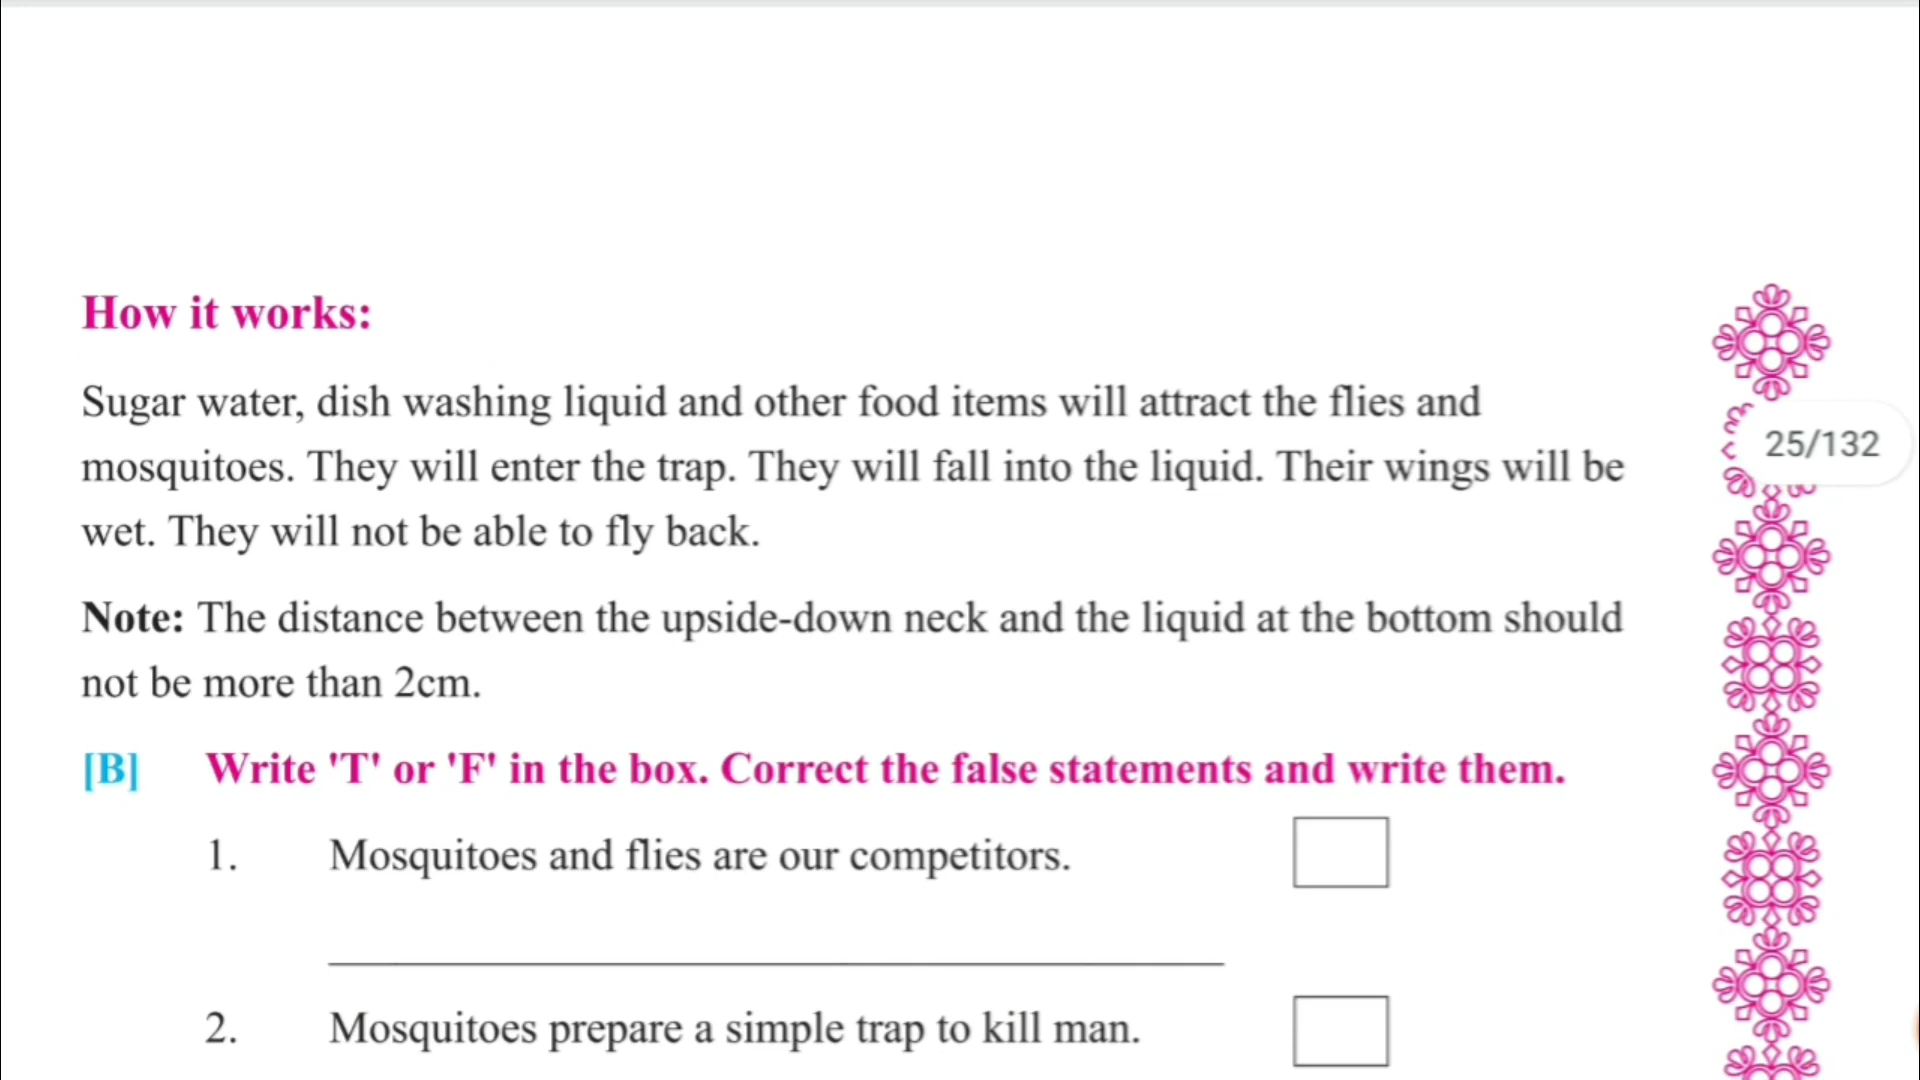 How it works:
Sugar water, dish washing liquid and other food items will attract the flies and
mosquitoes. They will enter the trap. They will fall into the liquid. Their wings will be
wet. They will not be able to fly back.
25/132
Note: The distance between the upside-down neck and the liquid at the bottom should
not be more than 2cm.
[B] Write 'T' or 'F' in the box. Correct the false statements and write them.
1. Mosquitoes and flies are our competitors.
2. Mosquitoes prepare a simple trap to kill man.